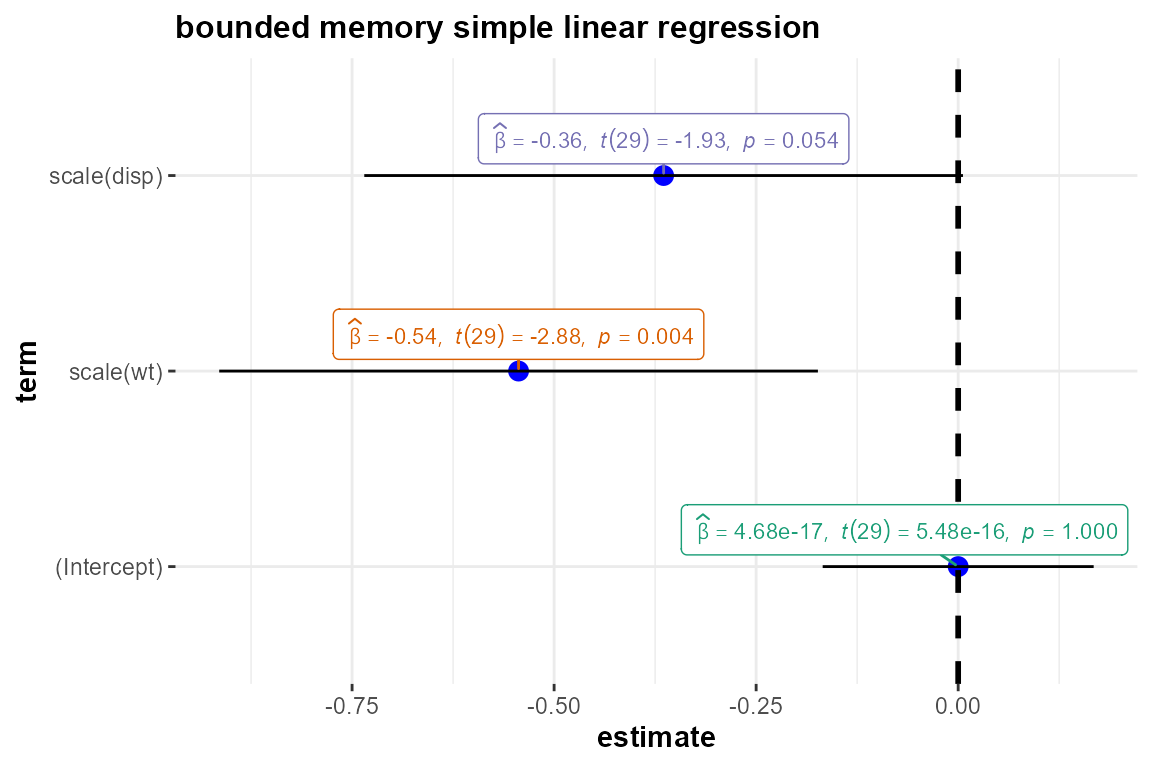 bounded memory simple linear regression
scale(disp)
β̂ = -0.36, t(29) = -1.93, p = 0.054
scale(wt)
β̂ = -0.54, t(29) = -2.88, p = 0.004
(Intercept)
β̂ = 4.68e-17, t(29) = 5.48e-16, p = 1.000
term
-0.75 -0.50 -0.25 0.00
estimate